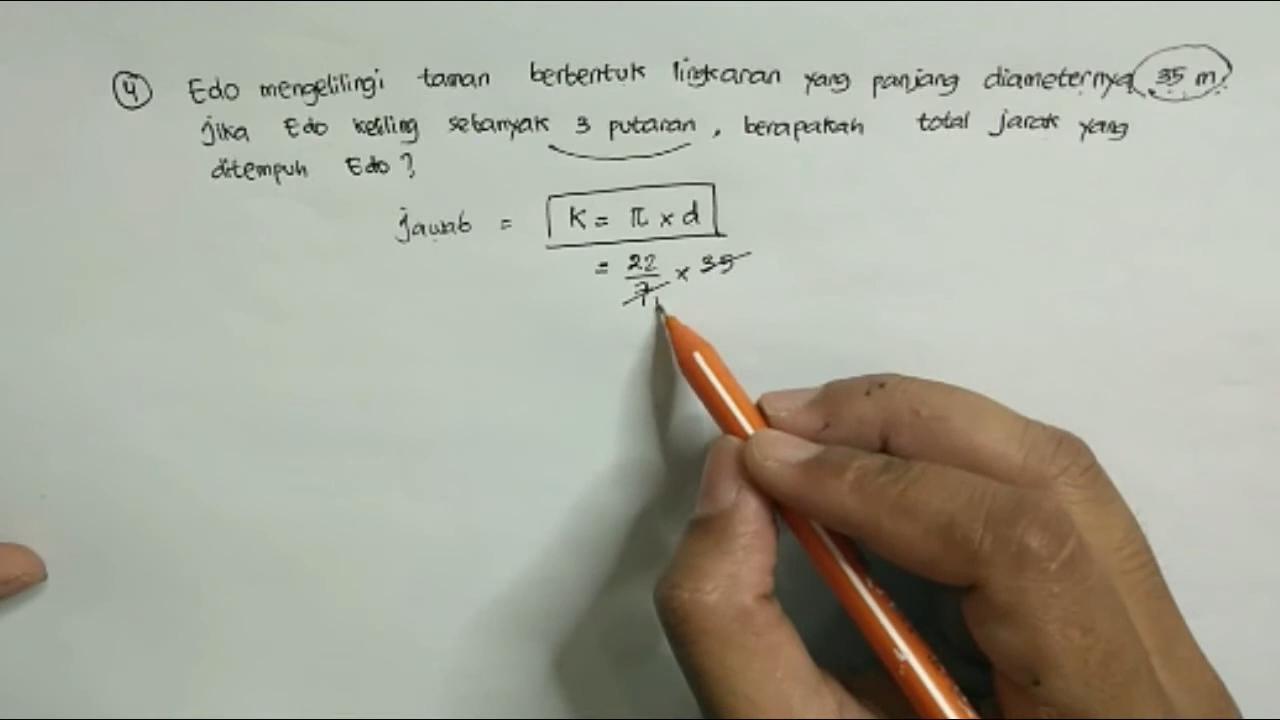 4 Edo mengelilingi taman berbentuk lingkaran yang panjang diameternya 35 m.
jika Edo keliling sebanyak 3 putaran, berapakah total jarak yang
ditempuh Edo?
jawab = K = π x d
= 22/7 x 35